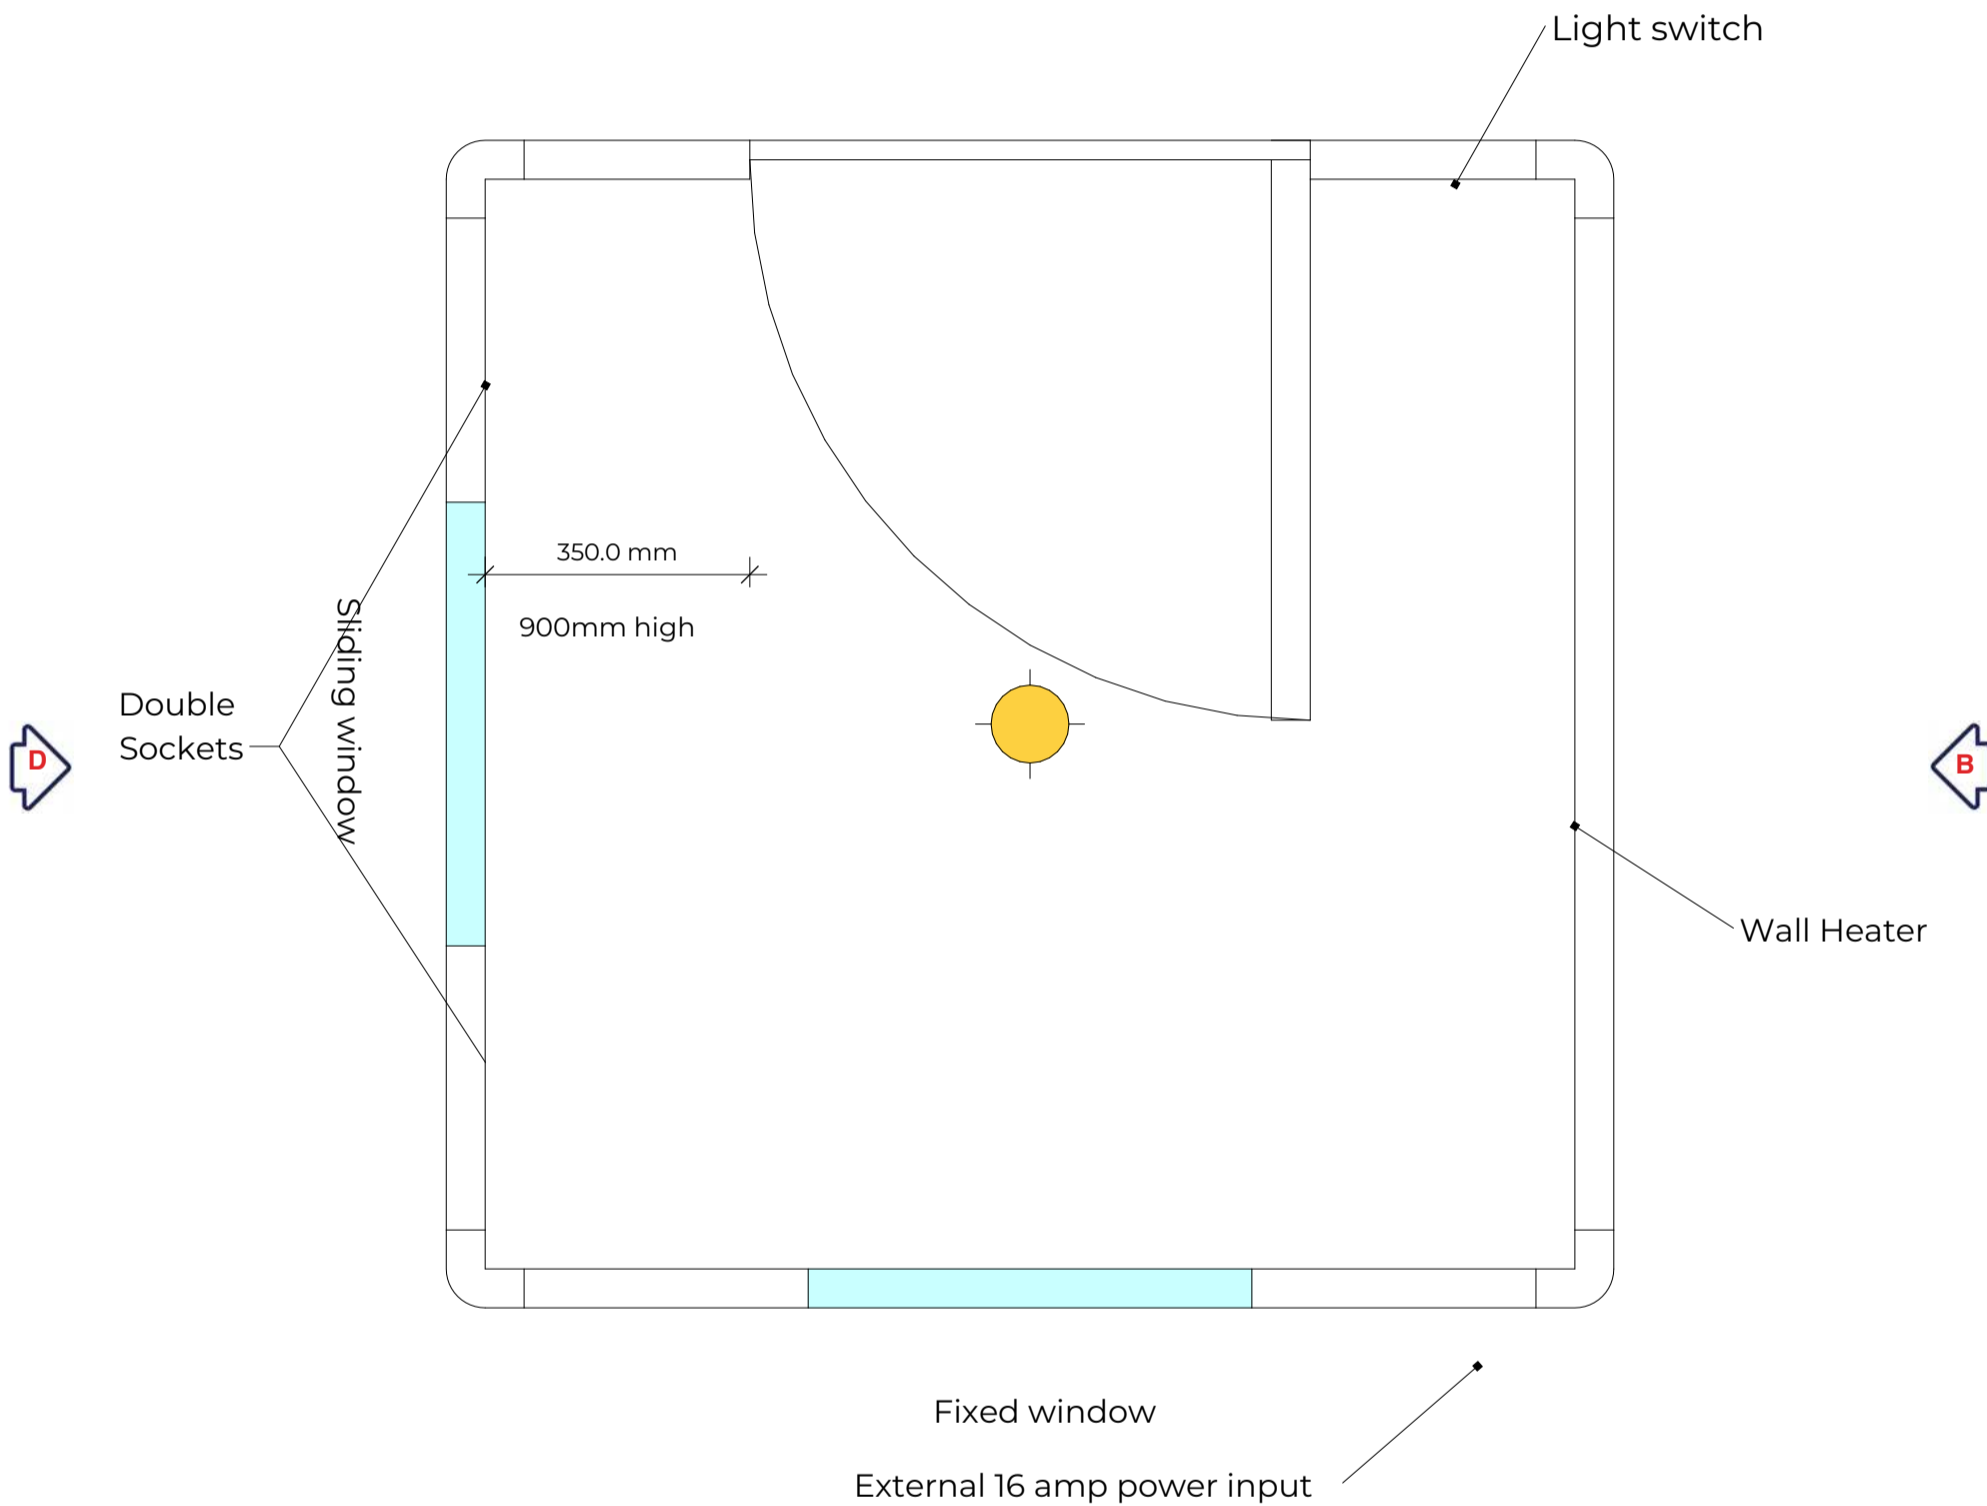 Light switch
350.0 mm
900mm high
Sliding window
Double
Sockets
D
B
Wall Heater
Fixed window
External 16 amp power input